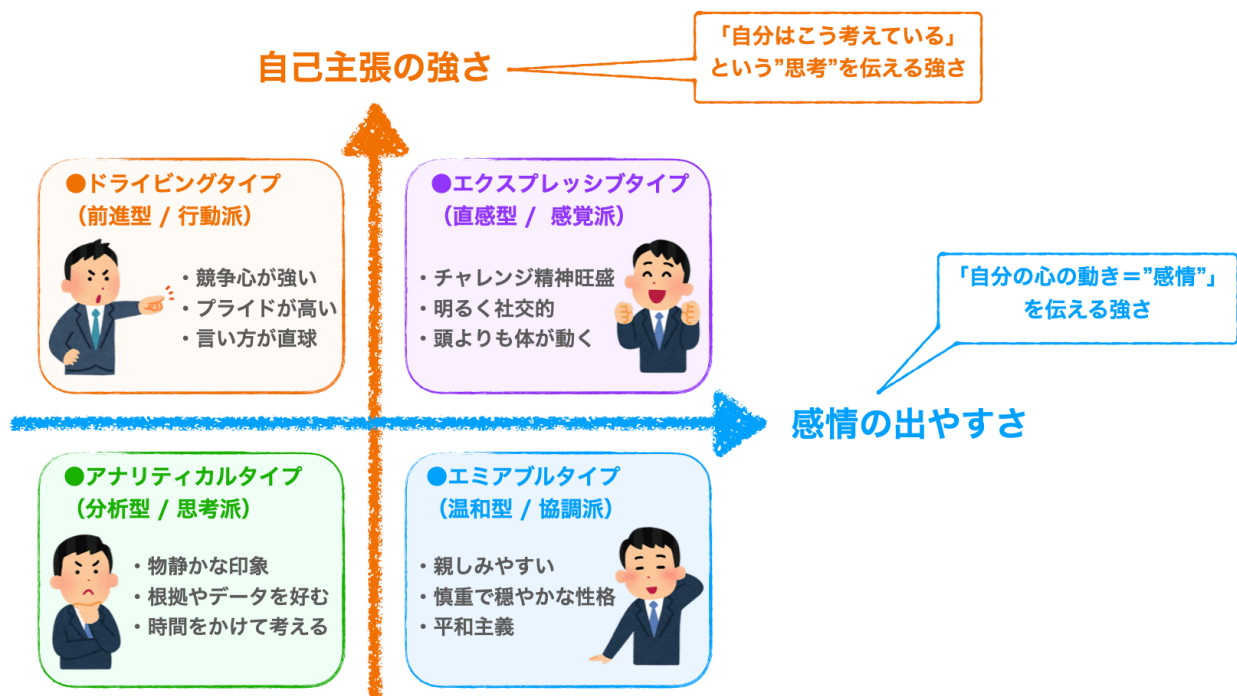 自己主張の強さ
「自分はこう考えている」
という”思考”を伝える強さ
●ドライビングタイプ
（前進型 / 行動派）
・競争心が強い
・プライドが高い
・言い方が直球
●エクスプレッシブタイプ
（直感型 / 感覚派）
・チャレンジ精神旺盛
・明るく社交的
・頭よりも体が動く
「自分の心の動き＝”感情”」
を伝える強さ
感情の出やすさ
●アナリティカルタイプ
（分析型 / 思考派）
・物静かな印象
・根拠やデータを好む
・時間をかけて考える
●エミアブルタイプ
（温和型 / 協調派）
・親しみやすい
・慎重で穏やかな性格
・平和主義